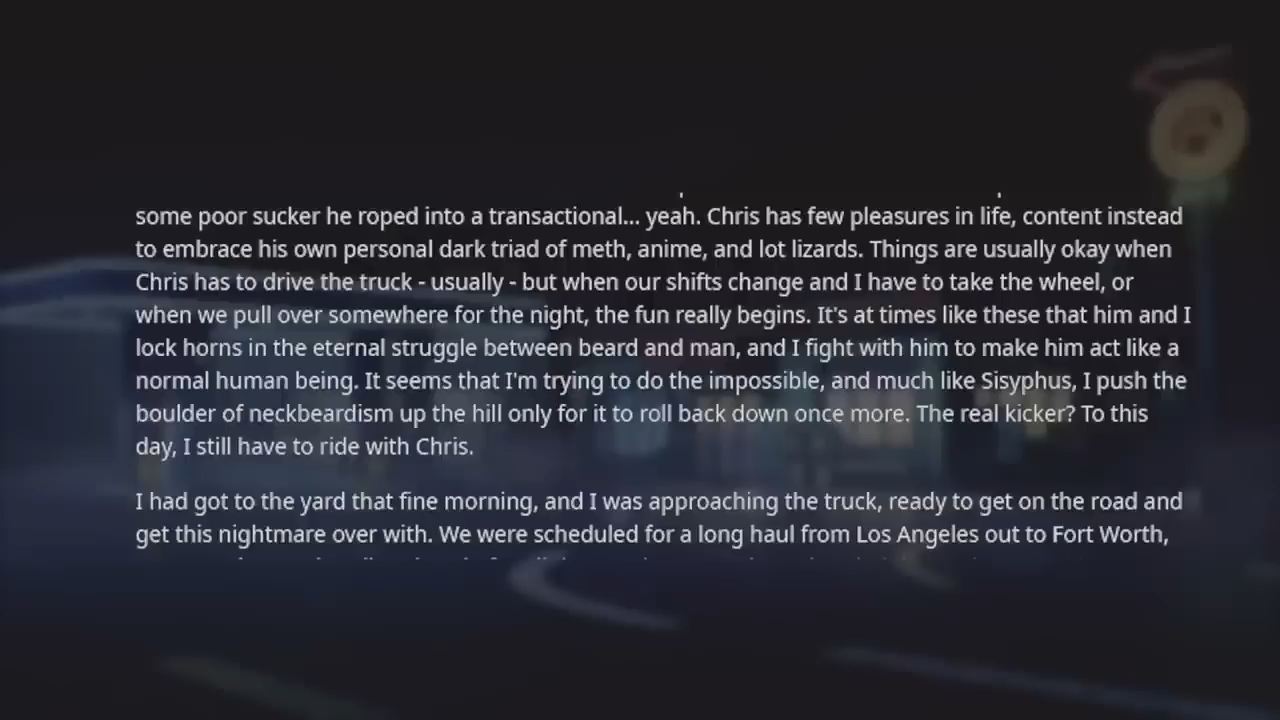 some poor sucker he roped into a transactional... yeah. Chris has few pleasures in life, content instead
to embrace his own personal dark triad of meth, anime, and lot lizards. Things are usually okay when
Chris has to drive the truck - usually - but when our shifts change and I have to take the wheel, or
when we pull over somewhere for the night, the fun really begins. It's at times like these that him and I
lock horns in the eternal struggle between beard and man, and I fight with him to make him act like a
normal human being. It seems that I'm trying to do the impossible, and much like Sisyphus, I push the
boulder of neckbeardism up the hill only for it to roll back down once more. The real kicker? To this
day, I still have to ride with Chris.
I had got to the yard that fine morning, and I was approaching the truck, ready to get on the road and
get this nightmare over with. We were scheduled for a long haul from Los Angeles out to Fort Worth,